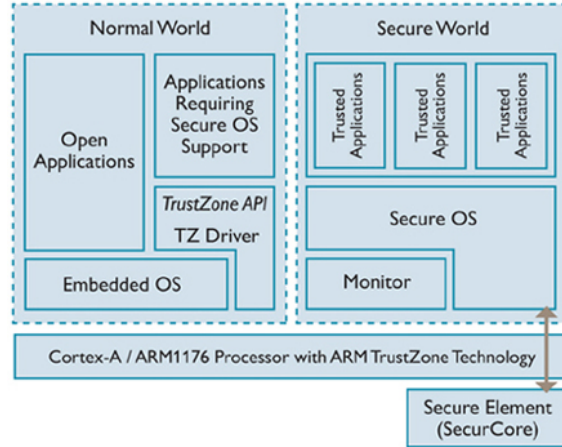 Normal World
Open
Applications
Applications
Requiring
Secure OS
Support
TrustZone API
TZ Driver
Embedded OS
Secure World
Trusted
Applications
Trusted
Applications
Trusted
Applications
Secure OS
Monitor
Cortex-A / ARM1176 Processor with ARM TrustZone Technology
Secure Element
(SecurCore)